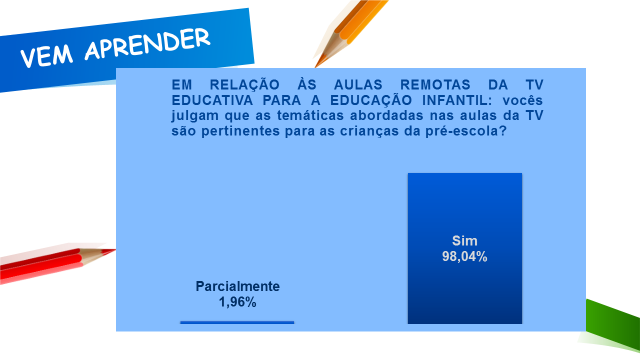 VEM APRENDER
EM RELAÇÃO ÀS AULAS REMOTAS DA TV
EDUCATIVA PARA A EDUCAÇÃO INFANTIL: vocês
julgam que as temáticas abordadas nas aulas da TV
são pertinentes para as crianças da pré-escola?
Sim
98,04%
Parcialmente
1,96%